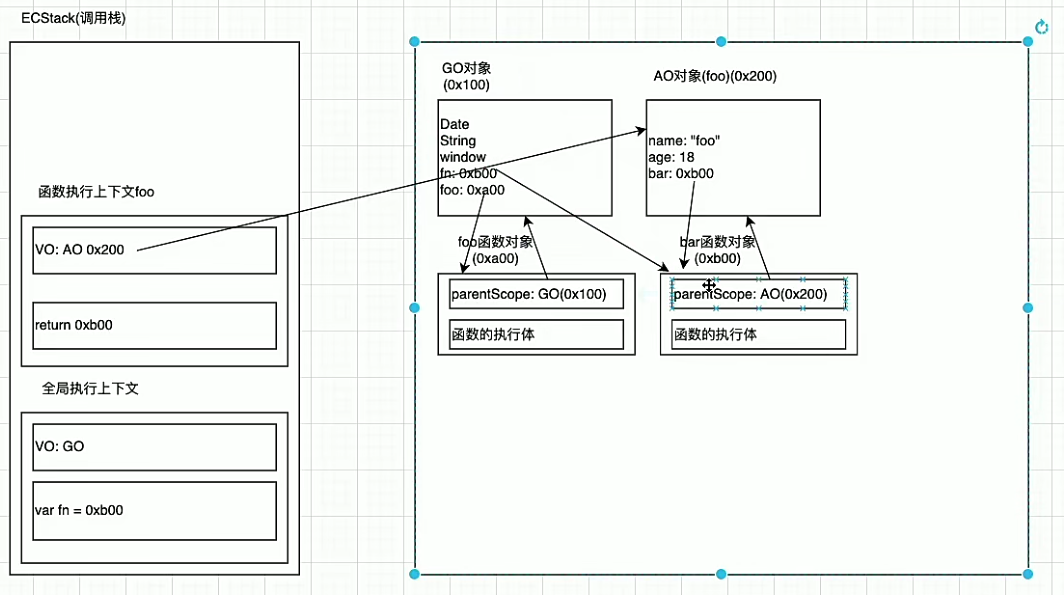 ECStack(调用栈)
函数执行上下文foo
VO: AO 0x200
return 0xb00
全局执行上下文
VO: GO
var fn = 0xb00
GO对象
(0x100)
Date
String
window
fn: 0xb00
foo: 0xa00
AO对象(foo)(0x200)
name: "foo"
age: 18
bar: 0xb00
foo函数对象
(0xa00)
parentScope: GO(0x100)
函数的执行体
bar函数对象
(0xb00)
parentScope: AO(0x200)
函数的执行体